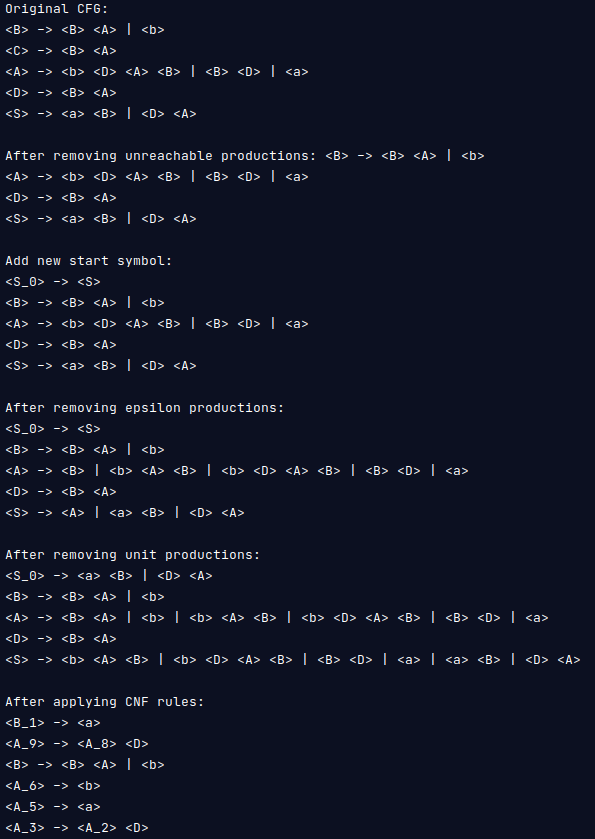 Original CFG:
<B> -> <B> <A> | <b>
<C> -> <B> <A>
<A> -> <b> <D> <A> <B> | <B> <D> | <a>
<D> -> <B> <A>
<S> -> <a> <B> | <D> <A>
After removing unreachable productions: <B> -> <B> <A> | <b>
<A> -> <b> <D> <A> <B> | <B> <D> | <a>
<D> -> <B> <A>
<S> -> <a> <B> | <D> <A>
Add new start symbol:
<S_0> -> <S>
<B> -> <B> <A> | <b>
<A> -> <b> <D> <A> <B> | <B> <D> | <a>
<D> -> <B> <A>
<S> -> <a> <B> | <D> <A>
After removing epsilon productions:
<S_0> -> <S>
<B> -> <B> <A> | <b>
<A> -> <B> | <b> <A> <B> | <b> <D> <A> <B> | <B> <D> | <a>
<D> -> <B> <A>
<S> -> <A> | <a> <B> | <D> <A>
After removing unit productions:
<S_0> -> <a> <B> | <D> <A>
<B> -> <B> <A> | <b>
<A> -> <B> <A> | <b> | <b> <A> <B> | <b> <D> <A> <B> | <B> <D> | <a>
<D> -> <B> <A>
<S> -> <b> <A> <B> | <b> <D> <A> <B> | <B> <D> | <a> | <a> <B> | <D> <A>
After applying CNF rules:
<B_1> -> <a>
<A_9> -> <A_8> <D>
<B> -> <B> <A> | <b>
<A_6> -> <b>
<A_5> -> <a>
<A_3> -> <A_2> <D>